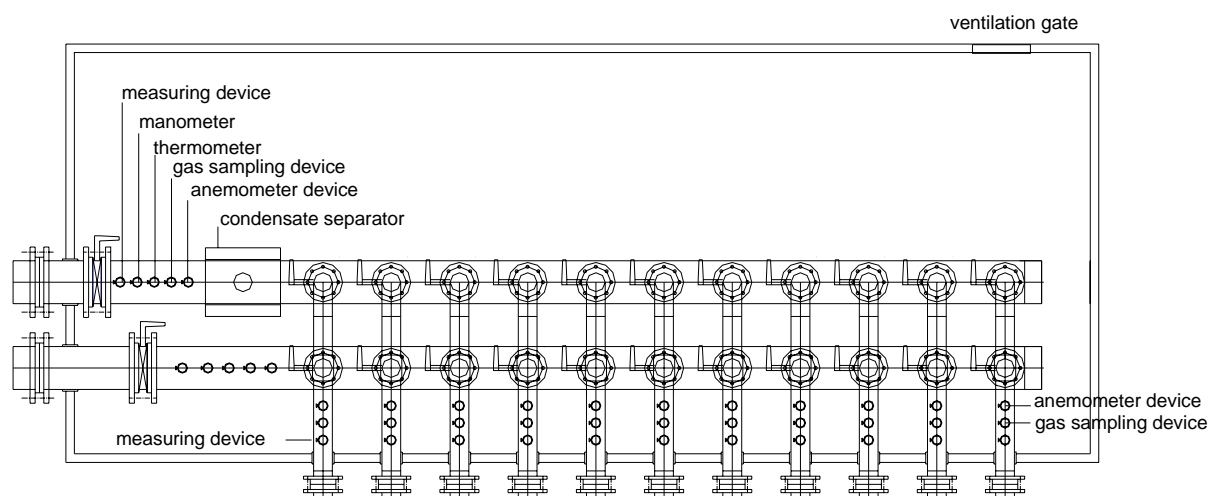 ventilation gate
measuring device
manometer
thermometer
gas sampling device
anemometer device
condensate separator
anemometer device
gas sampling device
measuring device